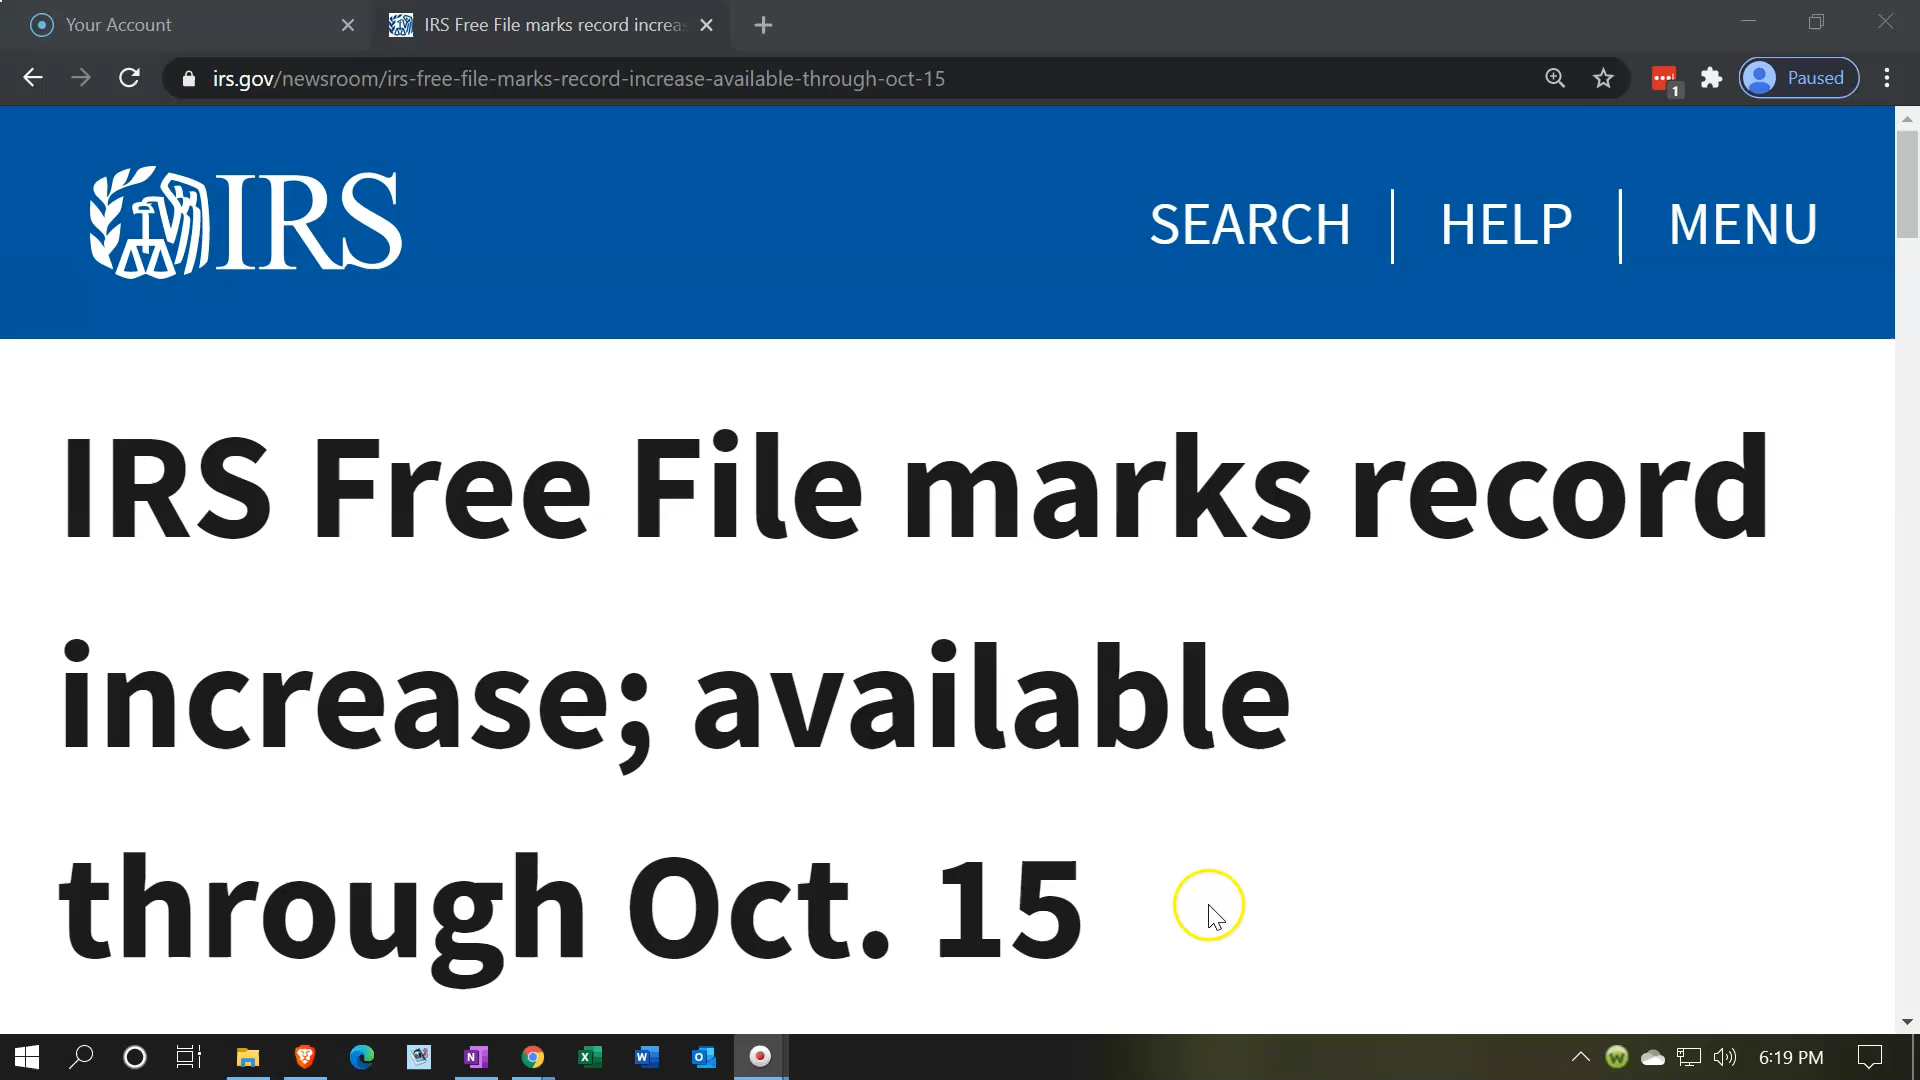 Your Account
IRS Free File marks record increa
irs.gov/newsroom/irs-free-file-marks-record-increase-available-through-oct-15
1
Paused
IRS
SEARCH
HELP
MENU
IRS Free File marks record
increase; available
through Oct. 15
6:19 PM